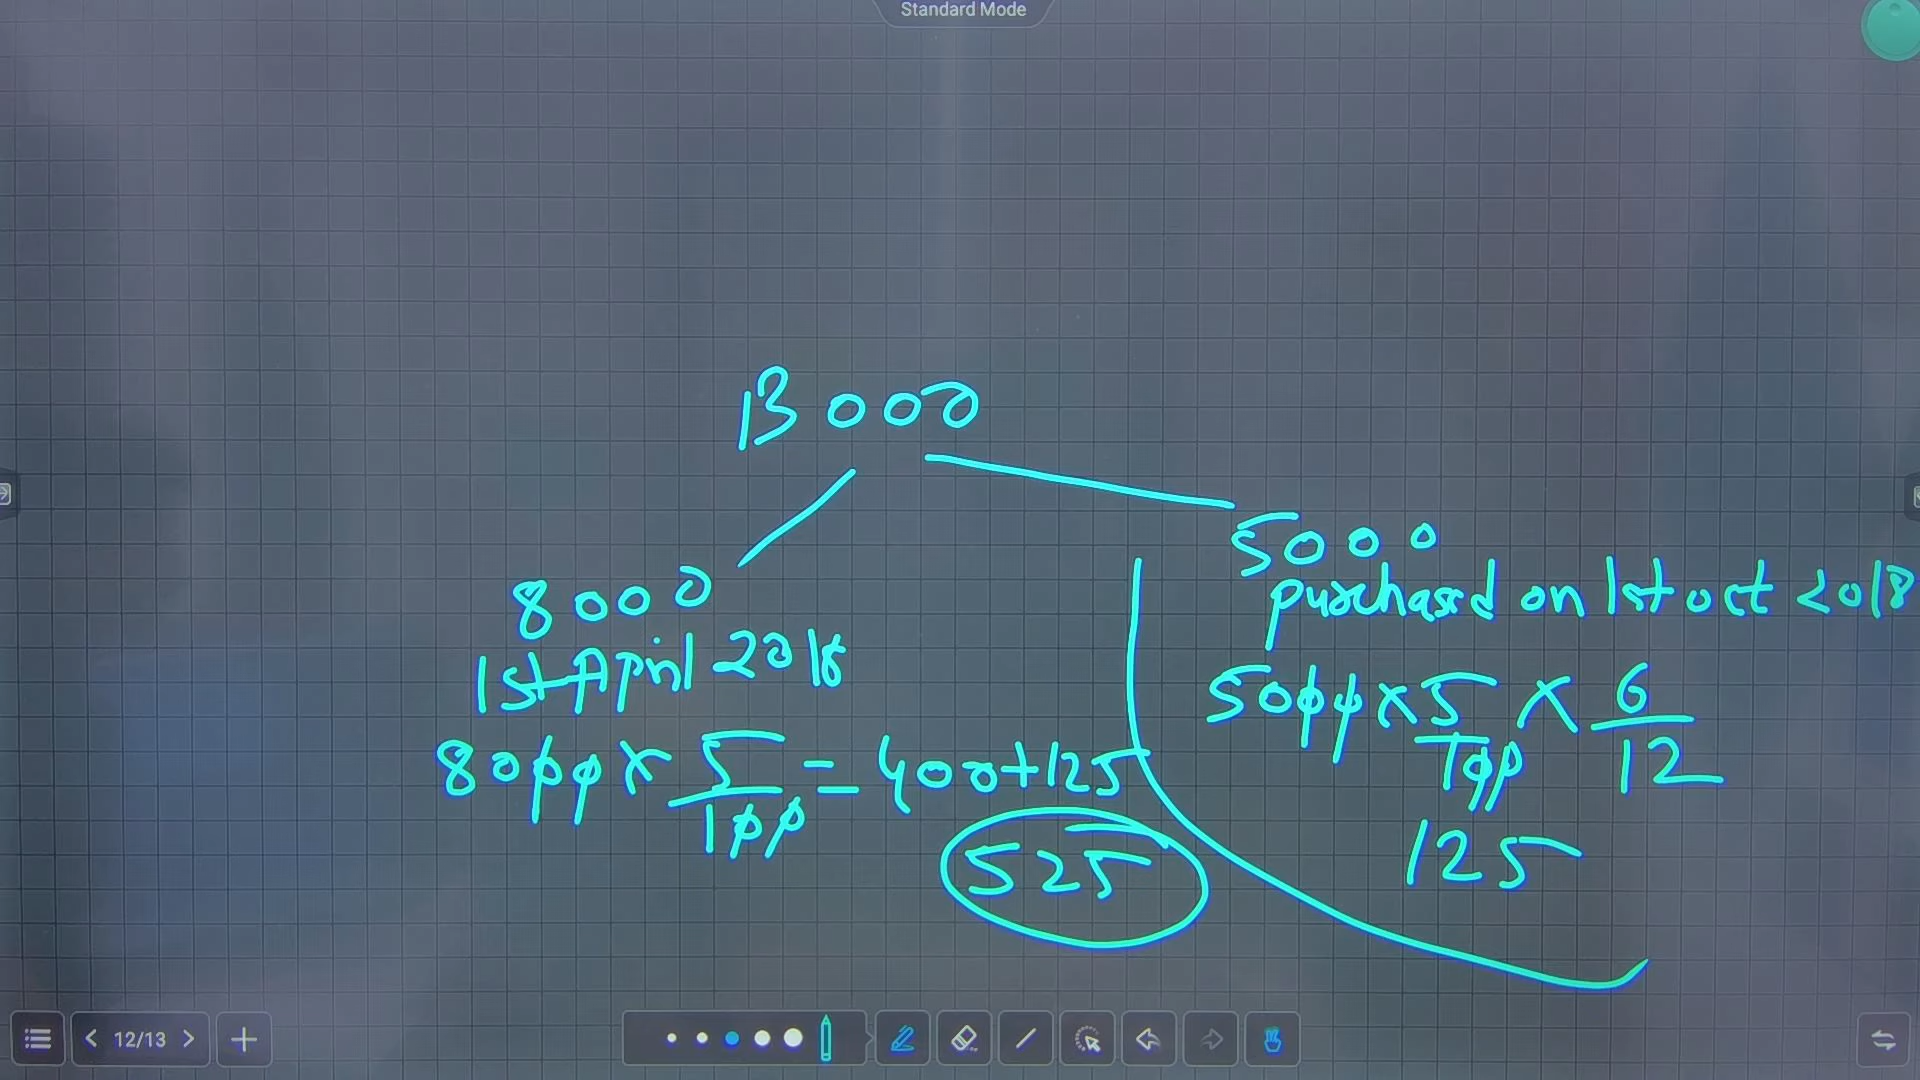 Standard Mode
13000
8000
1st April 2018
8000 × 5/100 = 400+125
525
5000
purchased on 1st oct 2018
5000 × 5/100 × 6/12
125
12/13